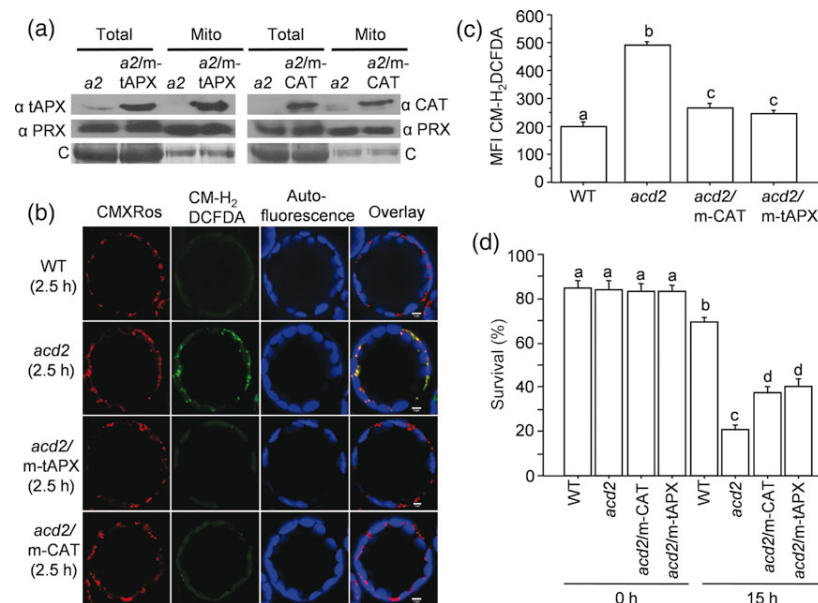 (a)
Total Mito Total Mito
a2 a2/m-tAPX a2 a2/m-tAPX a2 a2/m-CAT a2 a2/m-CAT
α tAPX α CAT
α PRX α PRX
C C
(b)
CMXRos CM-H₂DCFDA Auto-fluorescence Overlay
WT
(2.5 h)
acd2
(2.5 h)
acd2/
m-tAPX
(2.5 h)
acd2/
m-CAT
(2.5 h)
(c)
MFI CM-H₂DCFDA
600
500
400
300
200
100
0
a b c c
WT acd2 acd2/m-CAT acd2/m-tAPX
(d)
Survival (%)
100
80
60
40
20
0
a a a a b c d d
WT acd2 acd2/m-CAT acd2/m-tAPX WT acd2 acd2/m-CAT acd2/m-tAPX
0 h 15 h